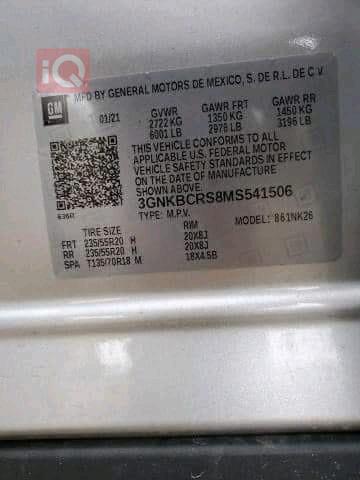 iQ
MFD BY GENERAL MOTORS DE MEXICO, S. DE R.L. DE C.V.
GM
01/21
GVWR GAWR FRT GAWR RR
2722 KG 1350 KG 1450 KG
6001 LB 2976 LB 3196 LB
THIS VEHICLE CONFORMS TO ALL
APPLICABLE U.S. FEDERAL MOTOR
VEHICLE SAFETY STANDARDS IN EFFECT
ON THE DATE OF MANUFACTURE
SHOWN ABOVE.
3GNKBCRS8MS541506
TYPE: M.P.V. MODEL: 861NK26
TIRE SIZE RIM
FRT 235/55R20 H 20X8J
RR 235/55R20 H 20X8J
SPA T135/70R18 M 18X4.5B